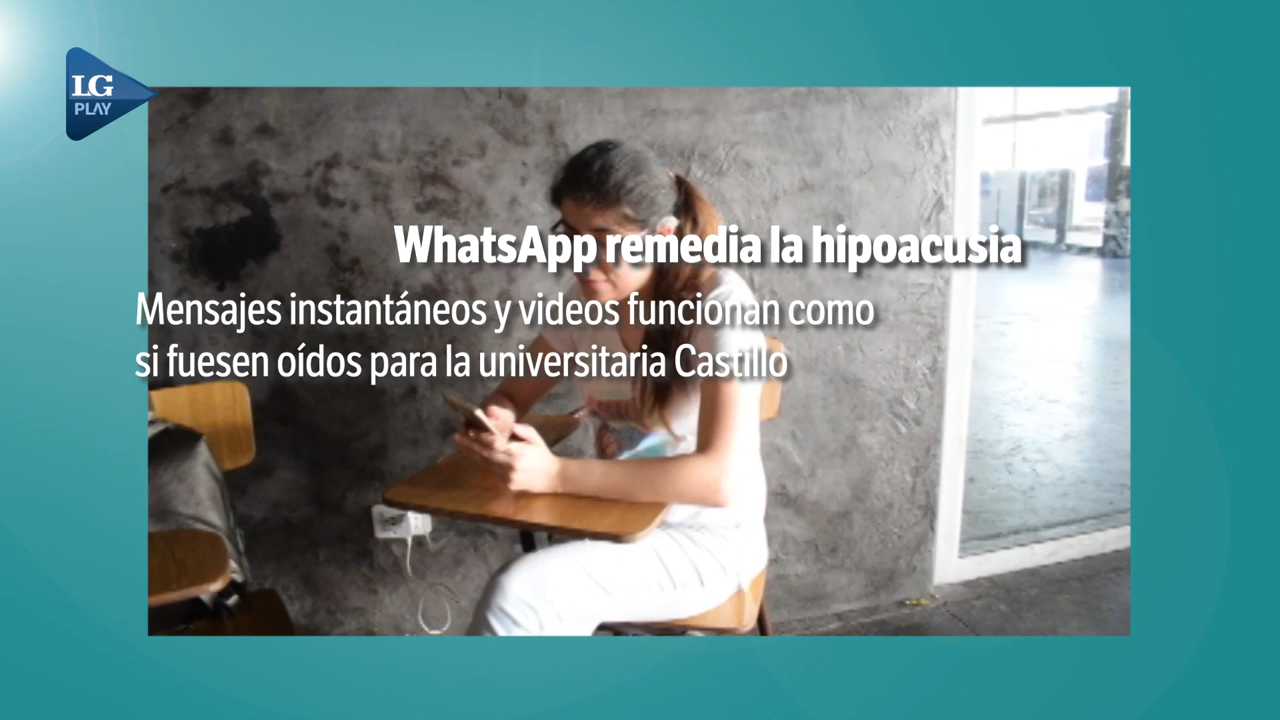 LG
PLAY
WhatsApp remedia la hipoacusia
Mensajes instantáneos y videos funcionan como
si fuesen oídos para la universitaria Castillo